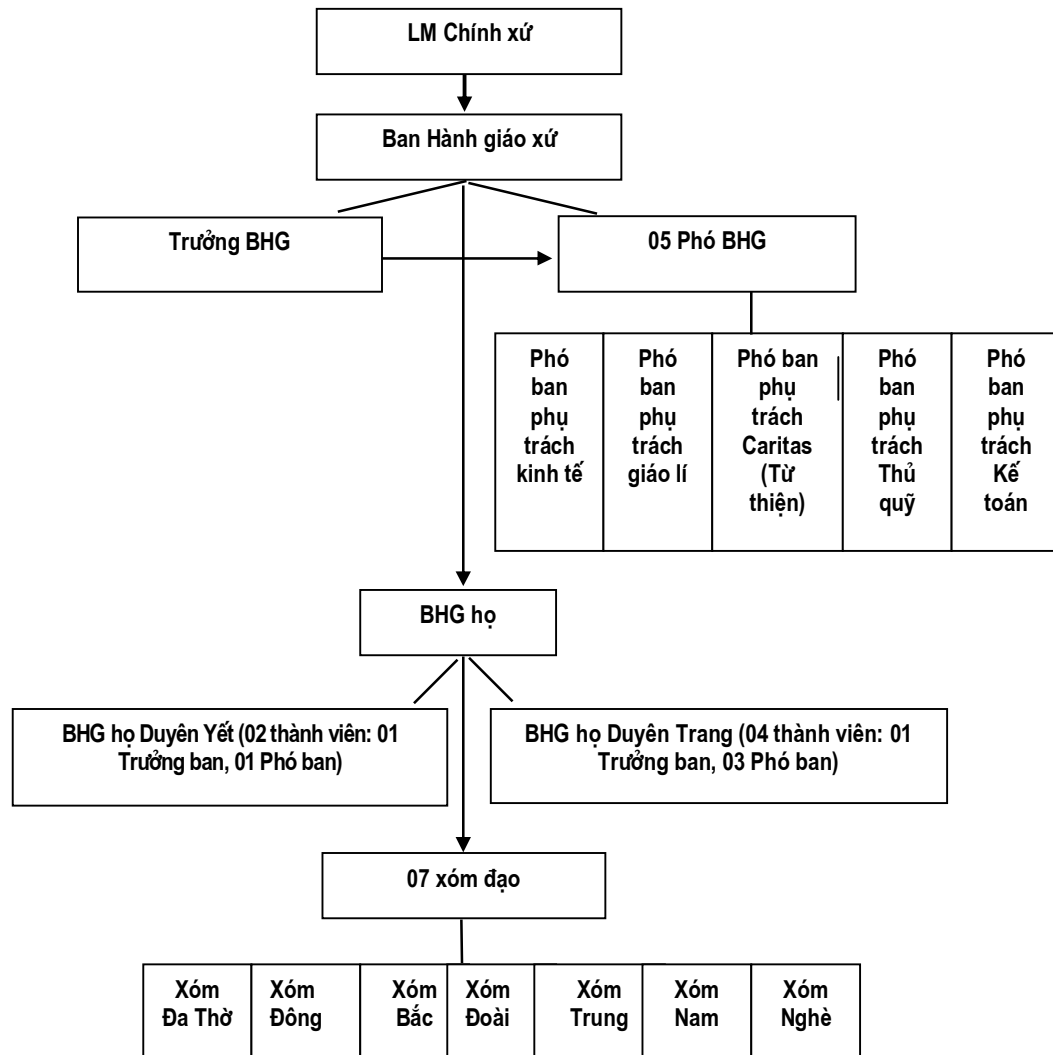 LM Chính xứ
Ban Hành giáo xứ
Trưởng BHG
05 Phó BHG
Phó
ban
phụ
trách
kinh tế
Phó
ban
phụ
trách
giáo lí
Phó ban
phụ
trách
Caritas
(Từ
thiện)
Phó
ban
phụ
trách
Thủ
quỹ
Phó
ban
phụ
trách
Kế
toán
BHG họ
BHG họ Duyên Yết (02 thành viên: 01
Trưởng ban, 01 Phó ban)
BHG họ Duyên Trang (04 thành viên: 01
Trưởng ban, 03 Phó ban)
07 xóm đạo
Xóm
Đa Thờ
Xóm
Đông
Xóm
Bắc
Xóm
Đoài
Xóm
Trung
Xóm
Nam
Xóm
Nghè